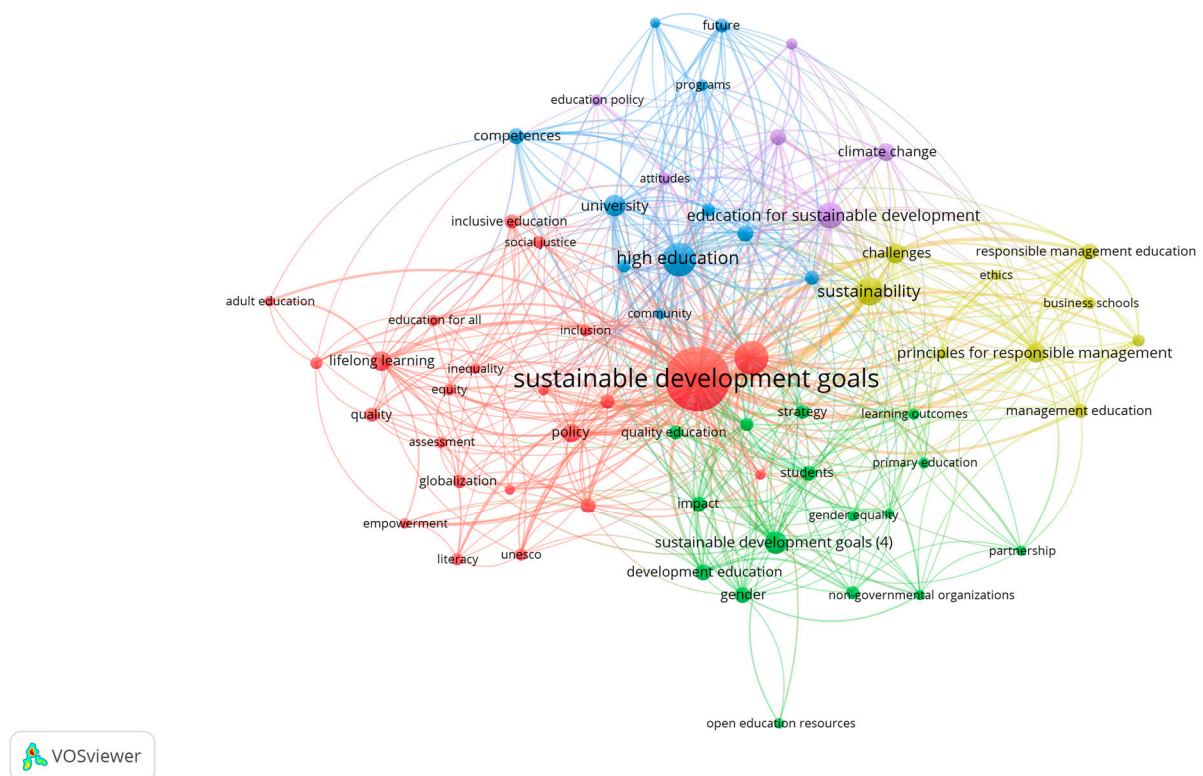 future
programs
education policy
competences
climate change
attitudes
university
education for sustainable development
inclusive education
social justice
high education
challenges
responsible management education
ethics
sustainability
adult education
business schools
community
education for all
inclusion
principles for responsible management
lifelong learning
inequality
sustainable development goals
equity
quality
strategy
learning outcomes
management education
policy
quality education
assessment
primary education
students
globalization
impact
gender equality
empowerment
sustainable development goals (4)
partnership
literacy
unesco
development education
gender
non-governmental organizations
open education resources
VOSviewer